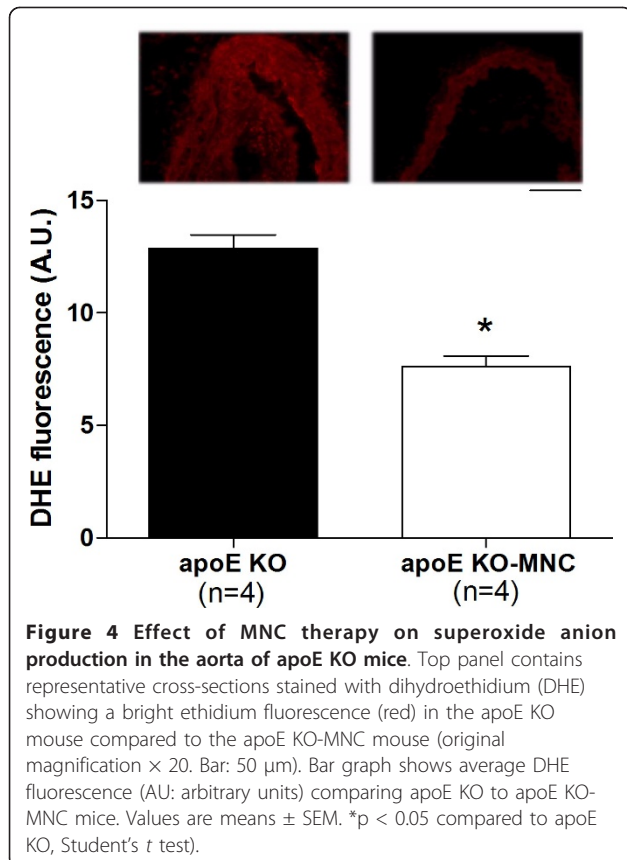 15
10
5
0
DHE fluorescence (A.U.)
*
apoE KO
(n=4)
apoE KO-MNC
(n=4)
Figure 4 Effect of MNC therapy on superoxide anion
production in the aorta of apoE KO mice. Top panel contains
representative cross-sections stained with dihydroethidium (DHE)
showing a bright ethidium fluorescence (red) in the apoE KO
mouse compared to the apoE KO-MNC mouse (original
magnification × 20. Bar: 50 μm). Bar graph shows average DHE
fluorescence (AU: arbitrary units) comparing apoE KO to apoE KO-
MNC mice. Values are means ± SEM. *p < 0.05 compared to apoE
KO, Student's t test).